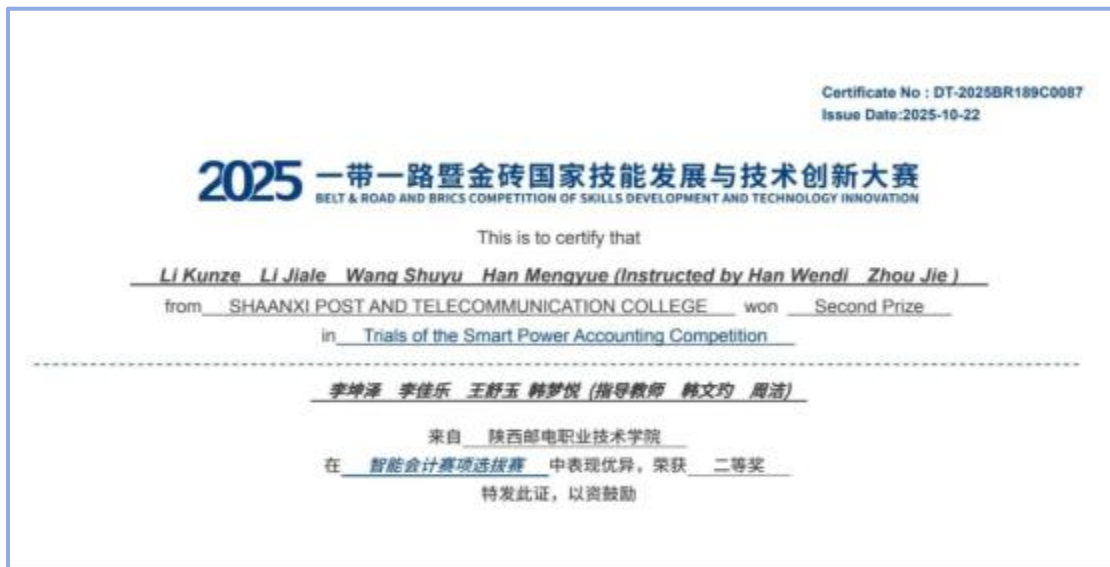 Certificate No : DT-2025BR189C0087
Issue Date:2025-10-22
2025 一带一路暨金砖国家技能发展与技术创新大赛
BELT & ROAD AND BRICS COMPETITION OF SKILLS DEVELOPMENT AND TECHNOLOGY INNOVATION
This is to certify that
Li Kunze Li Jiale Wang Shuyu Han Mengyue (Instructed by Han Wendi Zhou Jie )
from SHAANXI POST AND TELECOMMUNICATION COLLEGE won Second Prize
in Trials of the Smart Power Accounting Competition
李坤泽 李佳乐 王舒玉 韩梦悦 (指导教师 韩文玓 周洁)
来自 陕西邮电职业技术学院
在 智能会计赛项选拔赛 中表现优异，荣获 二等奖
特发此证，以资鼓励